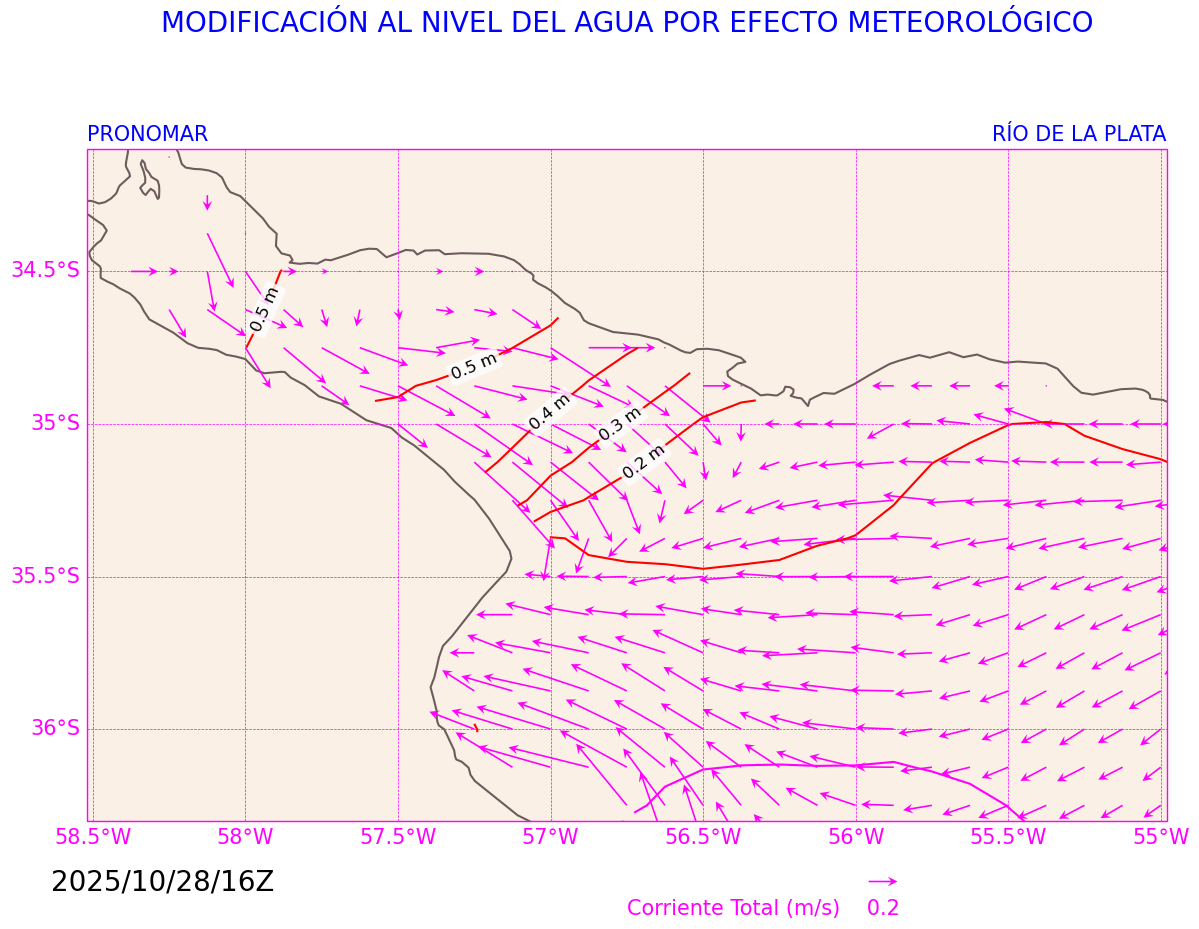 MODIFICACIÓN AL NIVEL DEL AGUA POR EFECTO METEOROLÓGICO
PRONOMAR
RÍO DE LA PLATA
34.5°S
35°S
35.5°S
36°S
0.5 m
0.5 m
0.4 m
0.3 m
0.2 m
58.5°W
58°W
57.5°W
57°W
56.5°W
56°W
55.5°W
55°W
2025/10/28/16Z
Corriente Total (m/s) 0.2